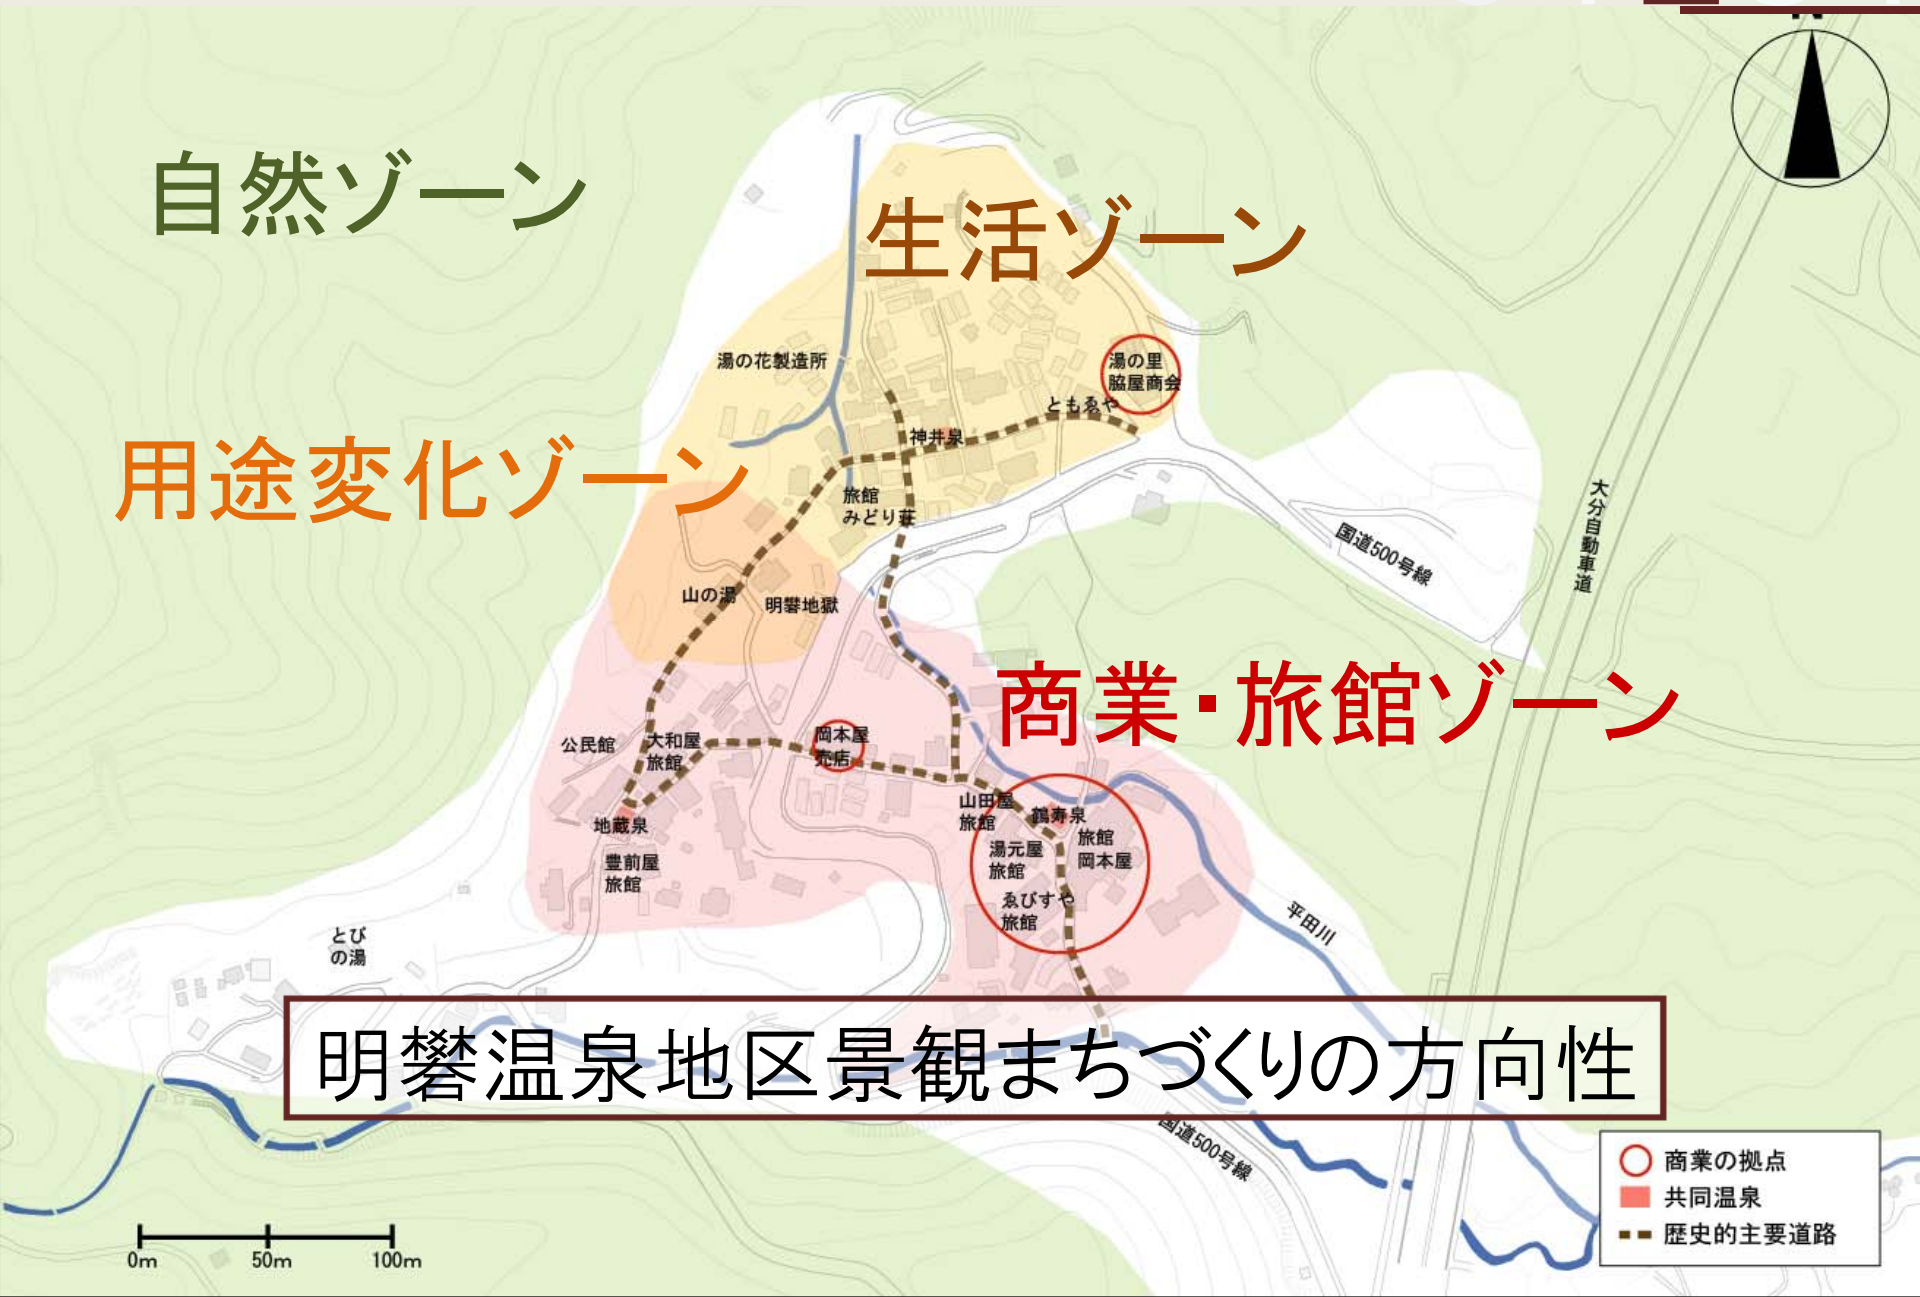 N
自然ゾーン
生活ゾーン
湯の花製造所
湯の里
脇屋商会
ともゑや
神井泉
用途変化ゾーン
旅館
みどり荘
大分自動車道
国道500号線
山の湯
明礬地獄
商業・旅館ゾーン
公民館
大和屋
旅館
岡本屋
売店
地蔵泉
山田屋
旅館
鶴寿泉
旅館
岡本屋
湯元屋
旅館
豊前屋
旅館
ゑびすや
旅館
平田川
とび
の湯
明礬温泉地区景観まちづくりの方向性
国道500号線
商業の拠点
共同温泉
歴史的主要道路
0m 50m 100m